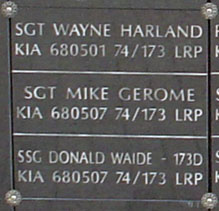 SGT WAYNE HARLAND
KIA 680501 74/173 LRP
SGT MIKE GEROME
KIA 680507 74/173 LRP
SSG DONALD WAIDE - 173D
KIA 680507 74/173 LRP